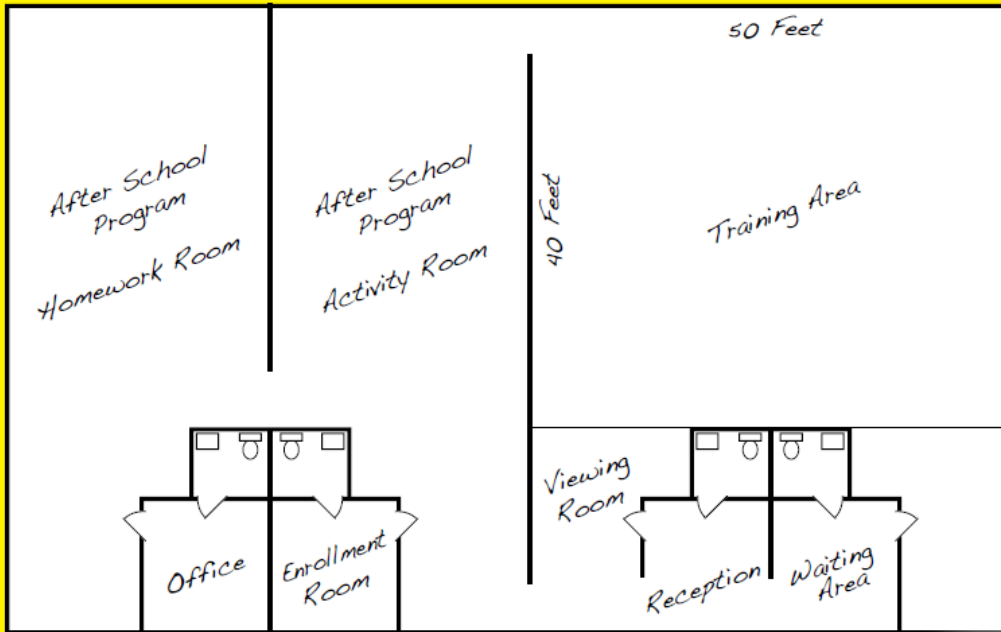 50 Feet
After School
Program
Homework Room
After School
Program
Activity Room
40 Feet
Training Area
Viewing
Room
Office
Enrollment
Room
Reception
Waiting
Area